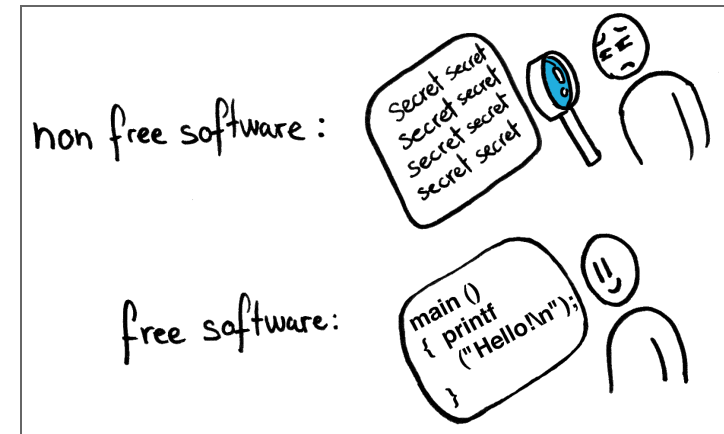 non free software:
Secret secret
secret secret
secret secret
secret secret
free software:
main ()
{ printf
("Hello!\n");
}